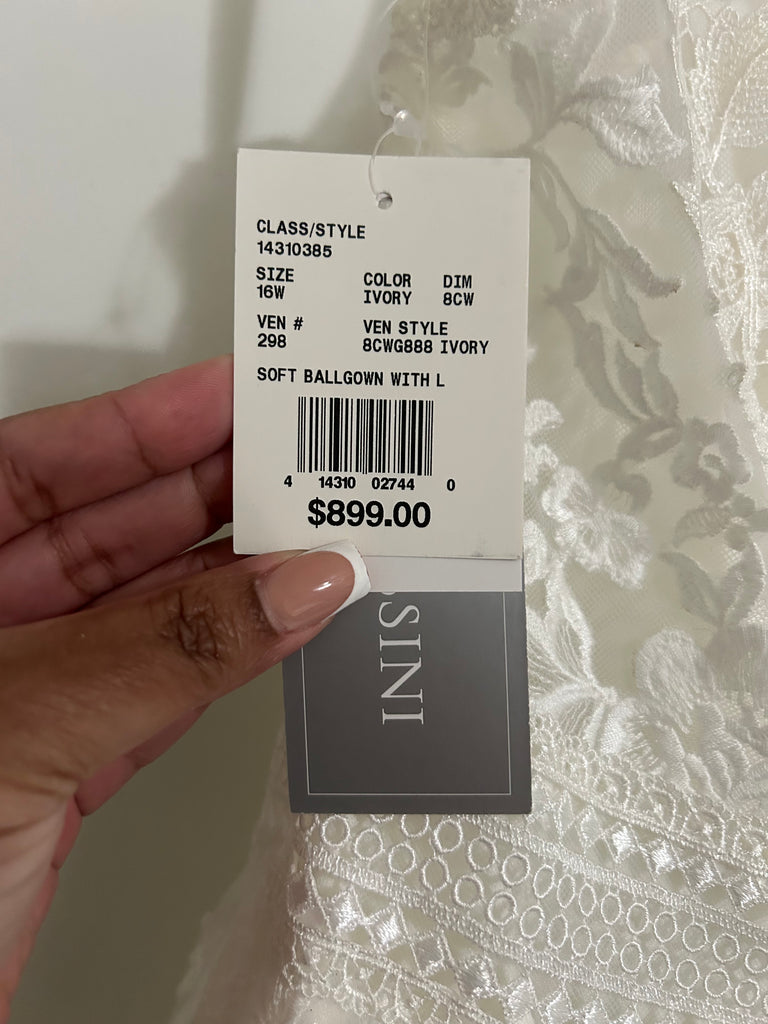 CLASS/STYLE
14310385
SIZE COLOR DIM
16W IVORY 8CW
VEN # VEN STYLE
298 8CWG888 IVORY
SOFT BALLGOWN WITH L
4 14310 02744 0
$899.00
SINI